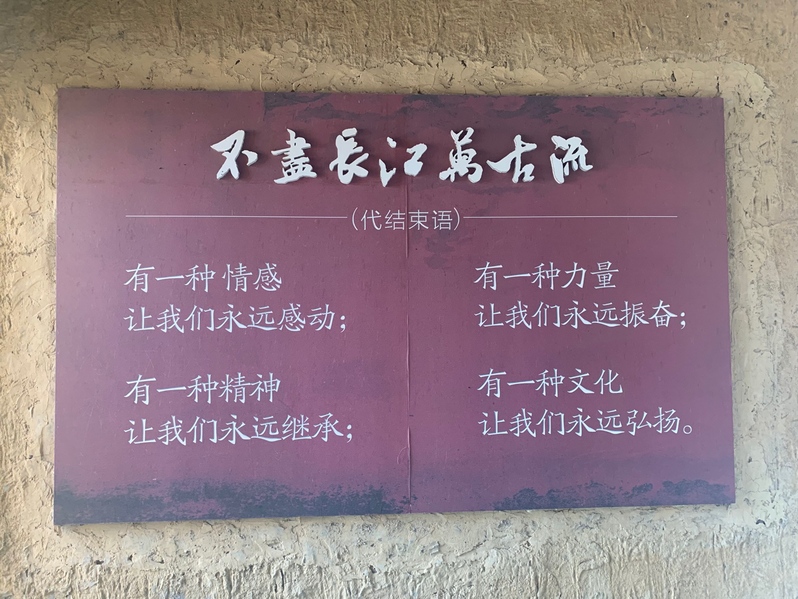 不盡長江萬古流
(代结束语)
有一种情感
让我们永远感动;
有一种力量
让我们永远振奋;
有一种精神
让我们永远继承;
有一种文化
让我们永远弘扬。